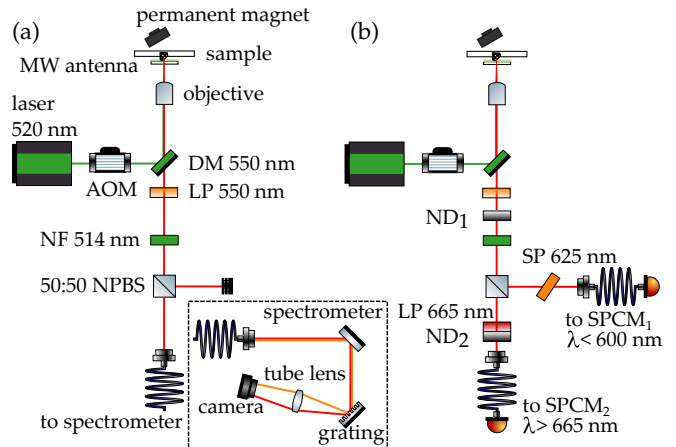 permanent magnet
(a)
sample
MW antenna
objective
laser
520 nm
DM 550 nm
AOM
LP 550 nm
NF 514 nm
50:50 NPBS
to spectrometer
spectrometer
tube lens
camera
grating
(b)
ND1
SP 625 nm
LP 665 nm
ND2
to SPCM1
λ< 600 nm
to SPCM2
λ> 665 nm